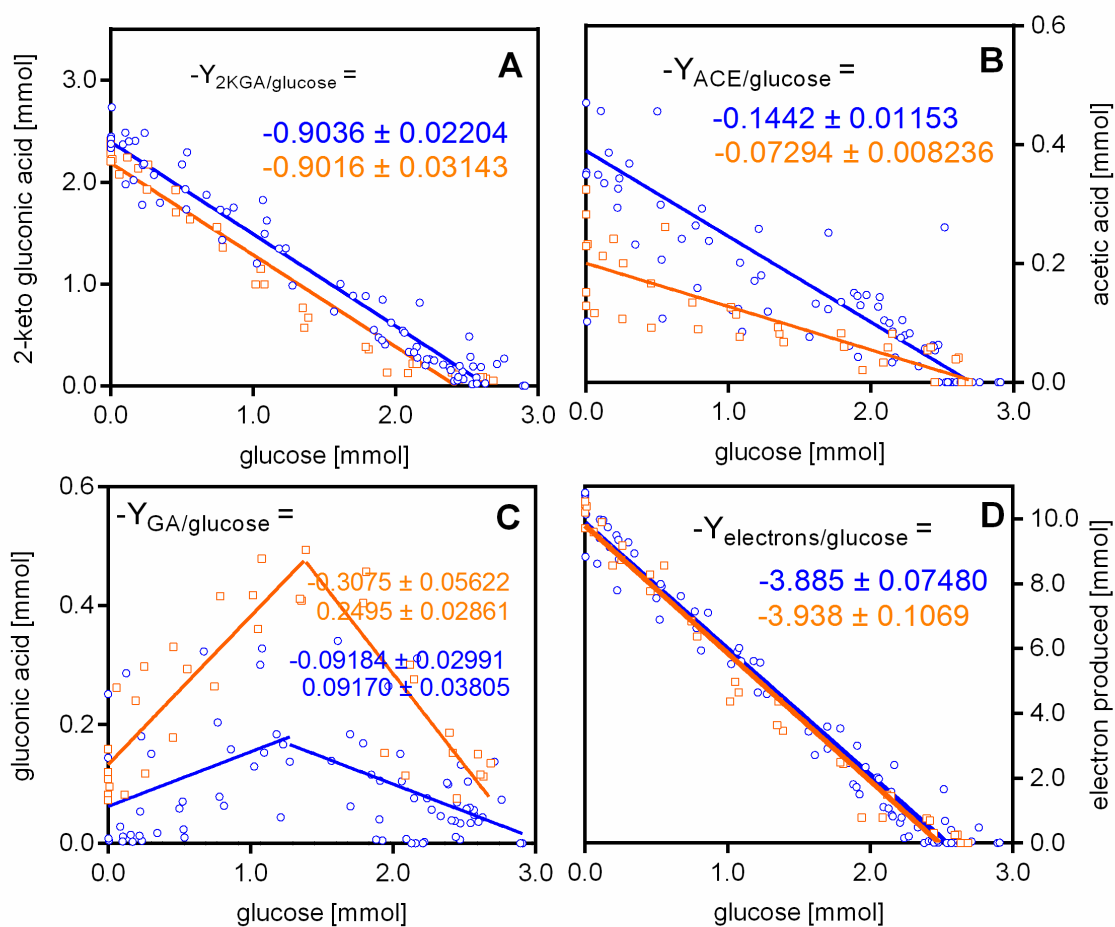 A
-Y2KGA/glucose =
-0.9036 ± 0.02204
-0.9016 ± 0.03143
2-keto gluconic acid [mmol]
3.0
2.0
1.0
0.0
0.0 1.0 2.0 3.0
glucose [mmol]
B
-YACE/glucose =
-0.1442 ± 0.01153
-0.07294 ± 0.008236
acetic acid [mmol]
0.6
0.4
0.2
0.0
0.0 1.0 2.0 3.0
glucose [mmol]
C
-YGA/glucose =
-0.3075 ± 0.05622
0.2495 ± 0.02861
-0.09184 ± 0.02991
0.09170 ± 0.03805
gluconic acid [mmol]
0.6
0.4
0.2
0.0
0.0 1.0 2.0 3.0
glucose [mmol]
D
-Yelectrons/glucose =
-3.885 ± 0.07480
-3.938 ± 0.1069
electron produced [mmol]
10.0
8.0
6.0
4.0
2.0
0.0
0.0 1.0 2.0 3.0
glucose [mmol]